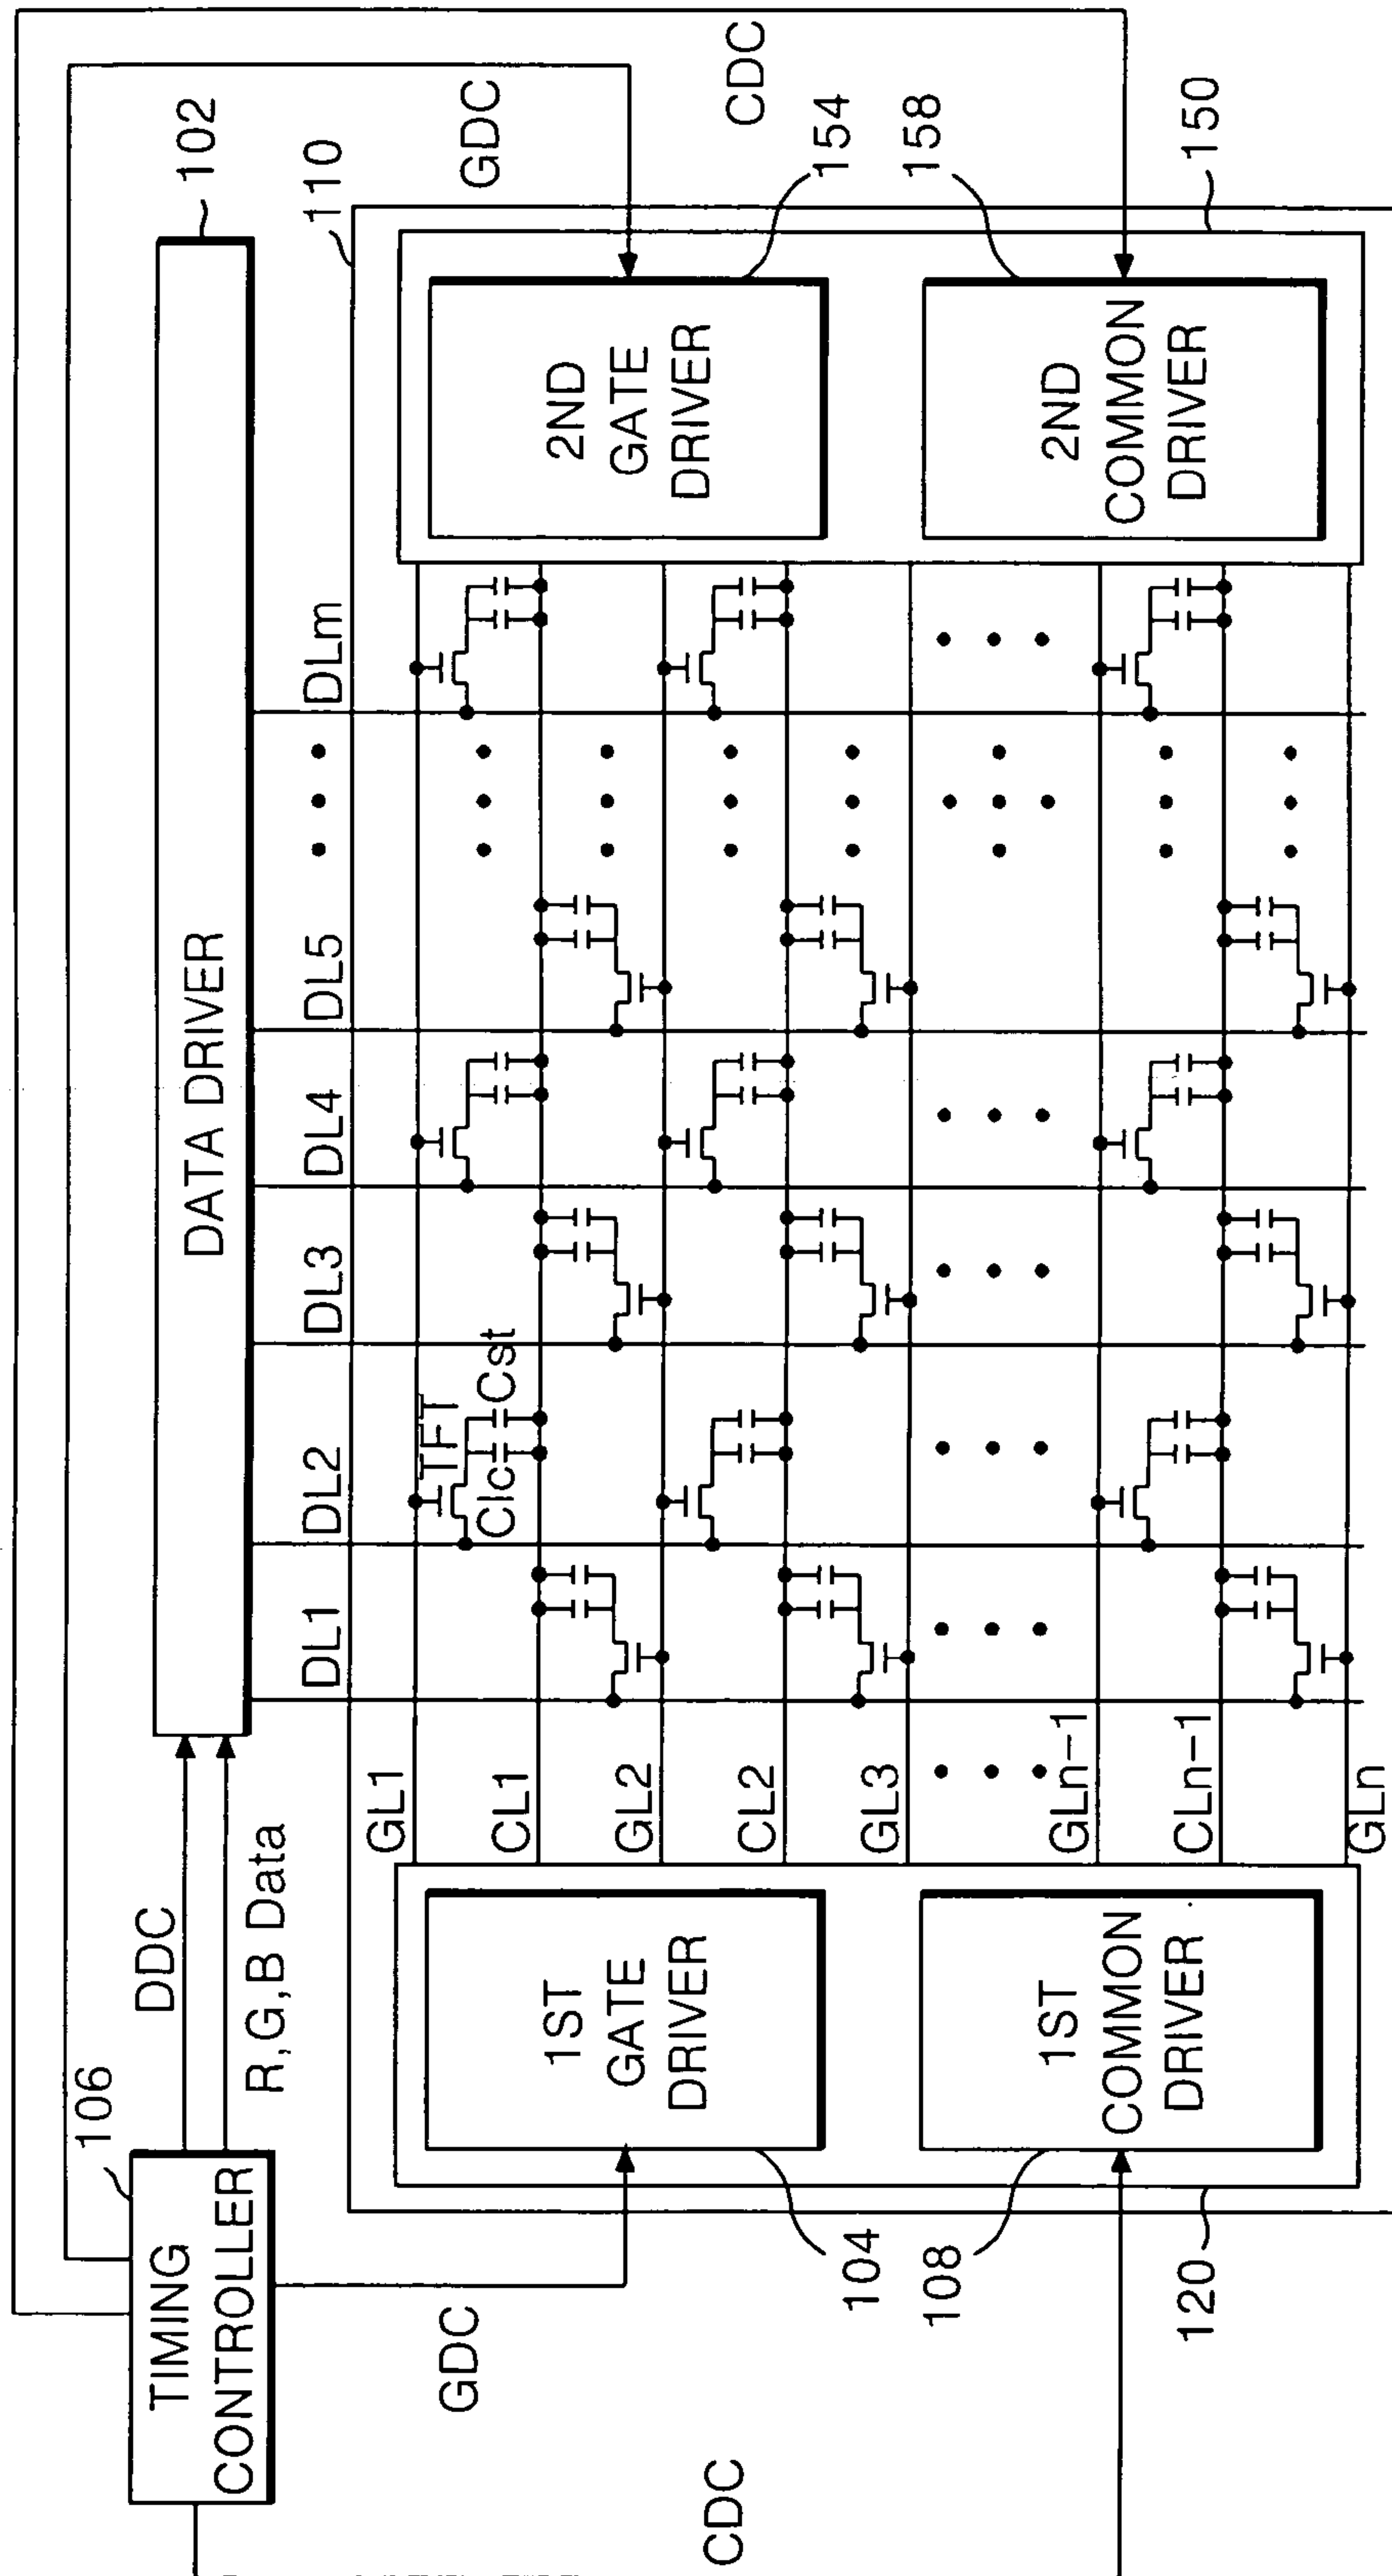 TIMING
CONTROLLER
106
DDC
R,G,B Data
DATA DRIVER
102
GDC
CDC
GDC
CDC
110
DL1
DL2
DL3
DL4
DL5
DLm
GL1
CL1
GL2
CL2
GL3
GLn-1
CLn-1
GLn
TFT
Clc
Cst
1ST
GATE
DRIVER
104
1ST
COMMON
DRIVER
108
120
2ND
GATE
DRIVER
154
2ND
COMMON
DRIVER
158
150